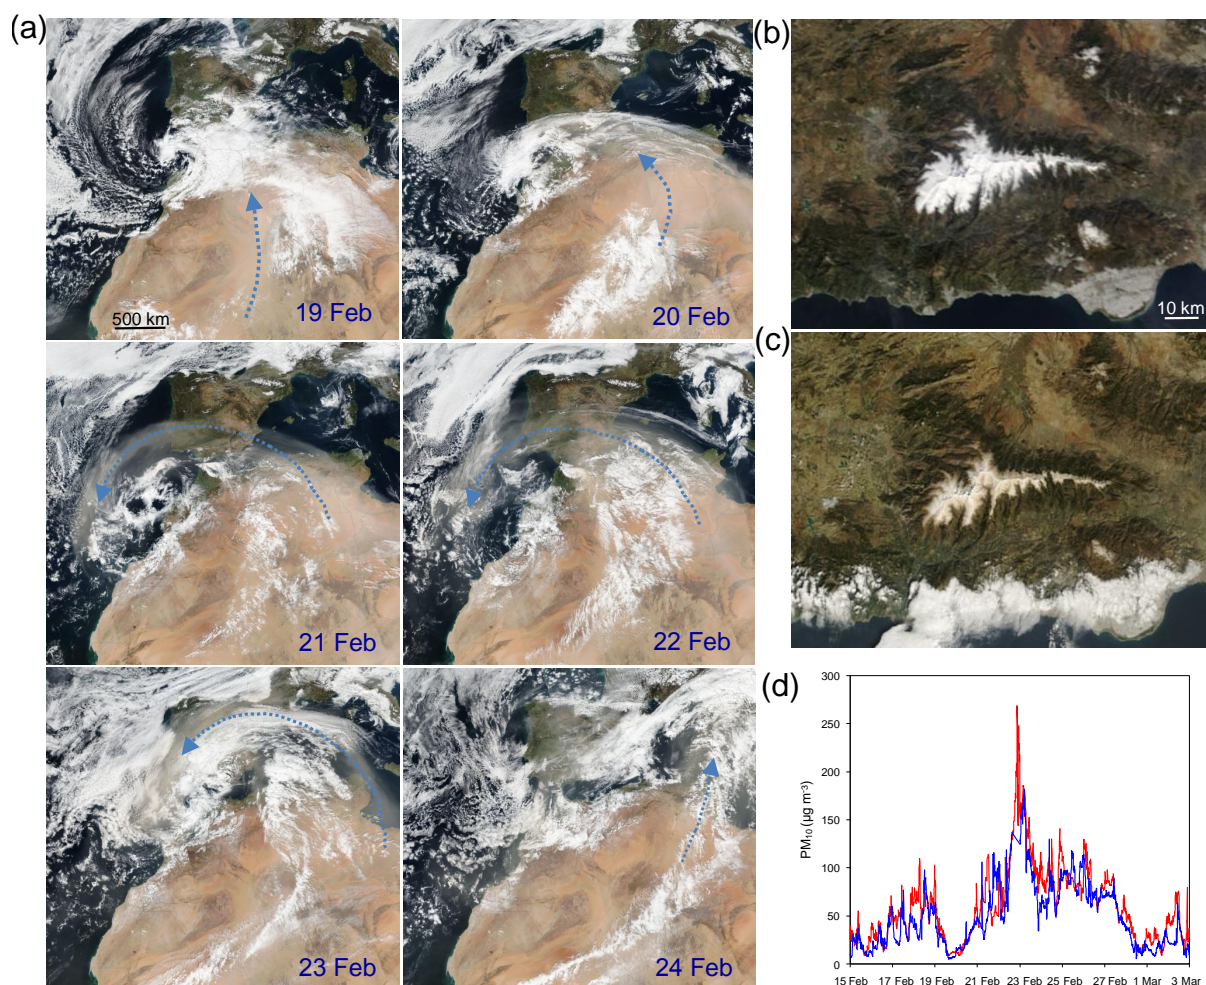 (a)
19 Feb
500 km
20 Feb
21 Feb
22 Feb
23 Feb
24 Feb
(b)
10 km
(c)
(d)
300
250
200
150
100
50
0
PM10 (µg m-3)
15 Feb 17 Feb 19 Feb 21 Feb 23 Feb 25 Feb 27 Feb 1 Mar 3 Mar